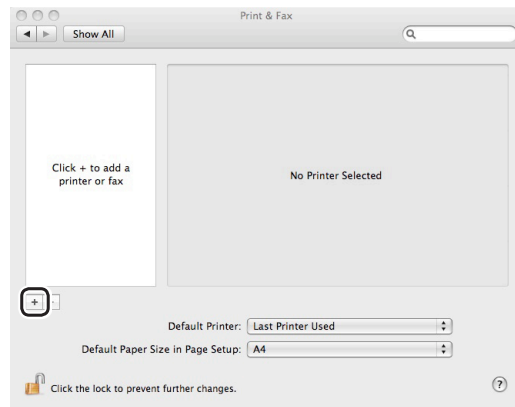 Print & Fax
Show All
Click + to add a
printer or fax
No Printer Selected
+ -
Default Printer: Last Printer Used
Default Paper Size in Page Setup: A4
Click the lock to prevent further changes.
?